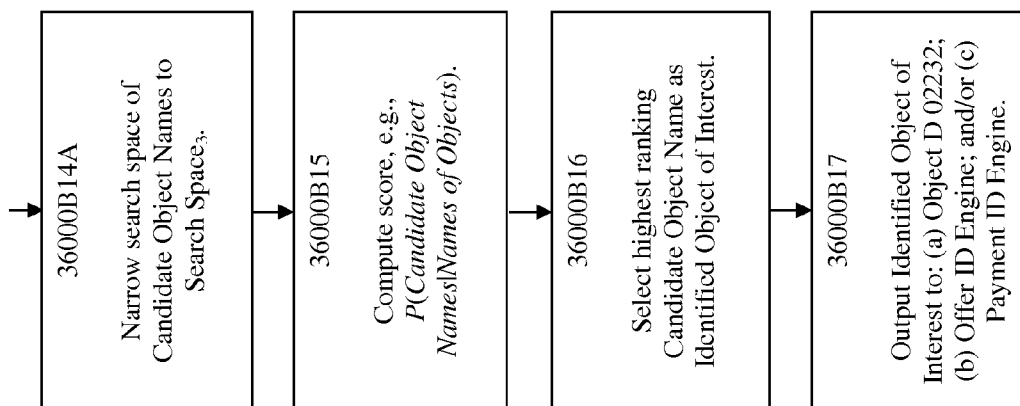 36000B14A
Narrow search space of
Candidate Object Names to
Search Space₃.
36000B15
Compute score, e.g.,
P(Candidate Object
Names|Names of Objects).
36000B16
Select highest ranking
Candidate Object Name as
Identified Object of Interest.
36000B17
Output Identified Object of
Interest to: (a) Object D 02232;
(b) Offer ID Engine; and/or (c)
Payment ID Engine.